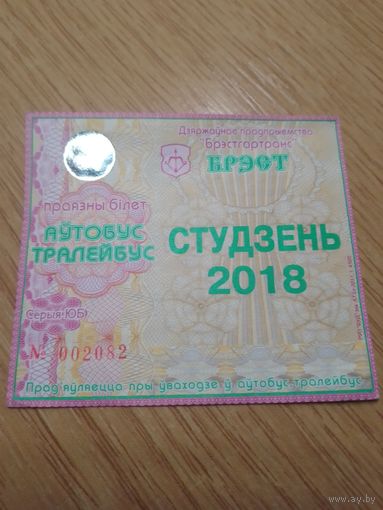 Дзяржаўнае прадпрыемства
"Брэстгортранс"
БРЭСТ
праязны білет
АЎТОБУС
ТРАЛЕЙБУС
СТУДЗЕНЬ
2018
Серыя ЮБ
№ 002082
Прад'яўляецца пры ўваходзе ў аўтобус, тралейбус
www.ay.by